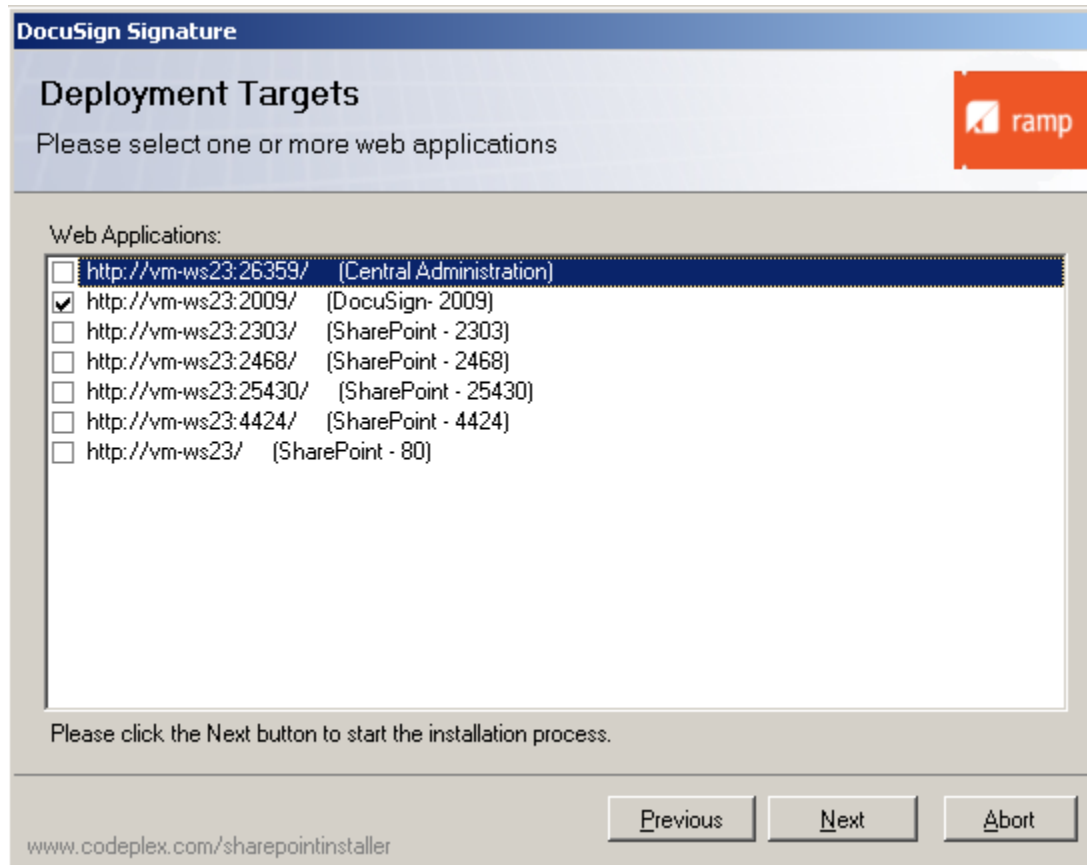 DocuSign Signature
Deployment Targets
Please select one or more web applications
ramp
Web Applications:
http://vm-ws23:26359/ (Central Administration)
http://vm-ws23:2009/ (DocuSign- 2009)
http://vm-ws23:2303/ (SharePoint - 2303)
http://vm-ws23:2468/ (SharePoint - 2468)
http://vm-ws23:25430/ (SharePoint - 25430)
http://vm-ws23:4424/ (SharePoint - 4424)
http://vm-ws23/ (SharePoint - 80)
Please click the Next button to start the installation process.
Previous Next Abort
www.codeplex.com/sharepointinstaller